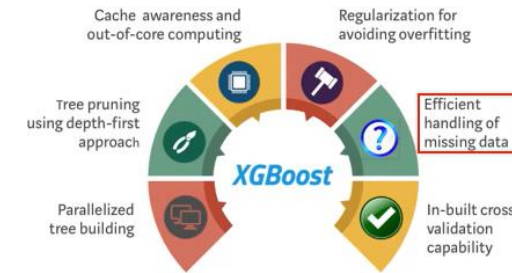 Cache awareness and
out-of-core computing
Regularization for
avoiding overfitting
Tree pruning
using depth-first
approach
?
Efficient
handling of
missing data
XGBoost
Parallelized
tree building
In-built cross
validation
capability